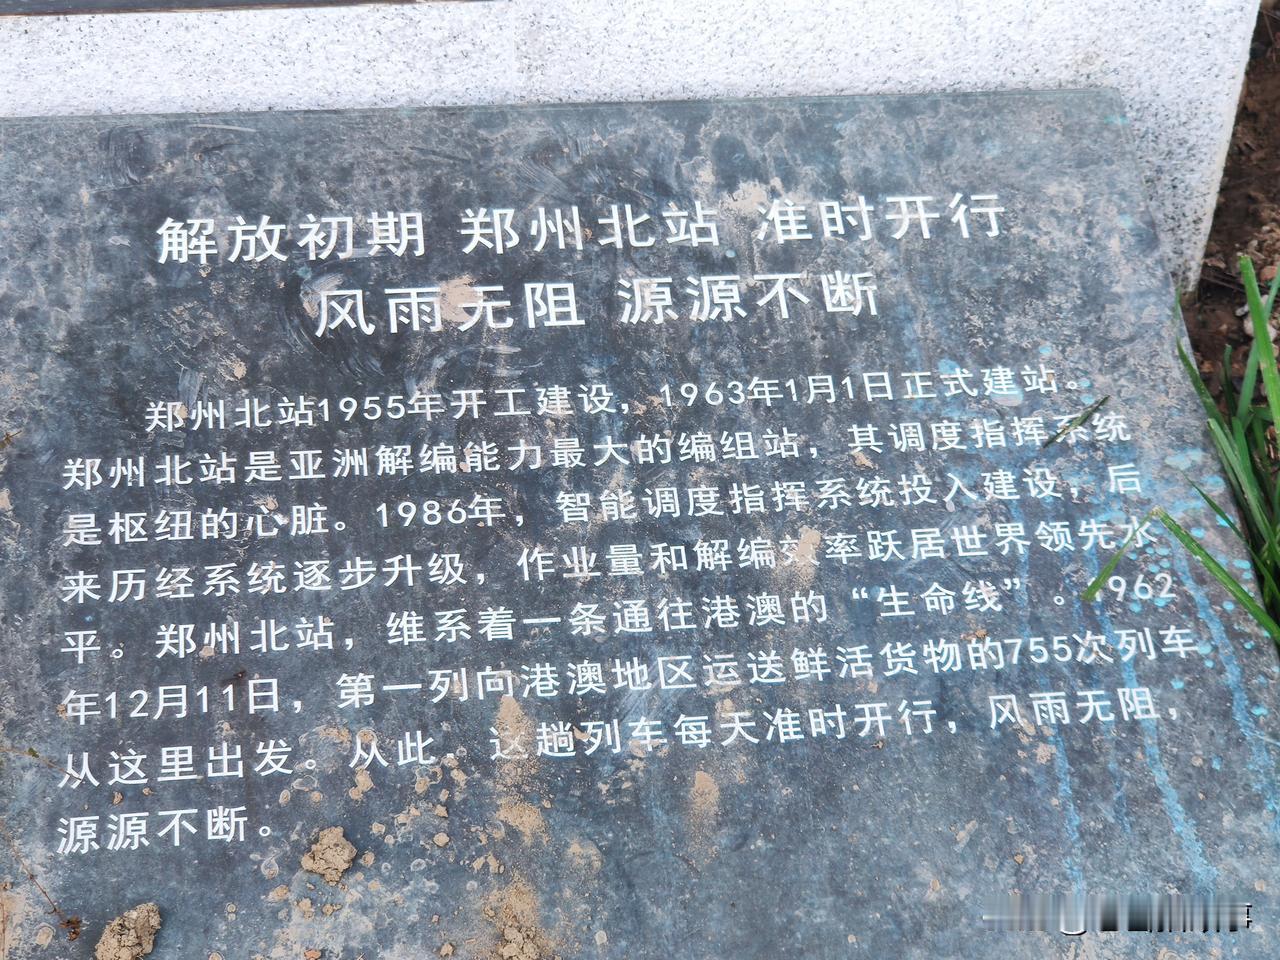 解放初期 郑州北站 准时开行
风雨无阻 源源不断
郑州北站1955年开工建设，1963年1月1日正式建站。
郑州北站是亚洲解编能力最大的编组站，其调度指挥系统
是枢纽的心脏。1986年，智能调度指挥系统投入建设，后
来历经系统逐步升级，作业量和解编效率跃居世界领先水
平。郑州北站，维系着一条通往港澳的“生命线”。1962
年12月11日，第一列向港澳地区运送鲜活货物的755次列车
从这里出发。从此，这趟列车每天准时开行，风雨无阻，
源源不断。